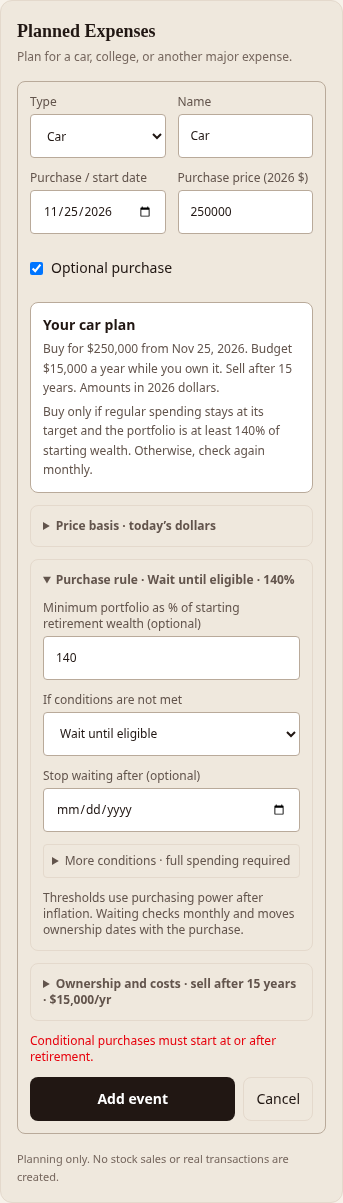 Planned Expenses
Plan for a car, college, or another major expense.
Type
Name
Car
Car
Purchase / start date
Purchase price (2026 $)
11/25/2026
250000
Optional purchase
Your car plan
Buy for $250,000 from Nov 25, 2026. Budget
$15,000 a year while you own it. Sell after 15
years. Amounts in 2026 dollars.
Buy only if regular spending stays at its
target and the portfolio is at least 140% of
starting wealth. Otherwise, check again
monthly.
Price basis · today's dollars
Purchase rule · Wait until eligible · 140%
Minimum portfolio as % of starting
retirement wealth (optional)
140
If conditions are not met
Wait until eligible
Stop waiting after (optional)
mm/dd/yyyy
More conditions · full spending required
Thresholds use purchasing power after
inflation. Waiting checks monthly and moves
ownership dates with the purchase.
Ownership and costs · sell after 15 years
· $15,000/yr
Conditional purchases must start at or after
retirement.
Add event
Cancel
Planning only. No stock sales or real transactions are
created.